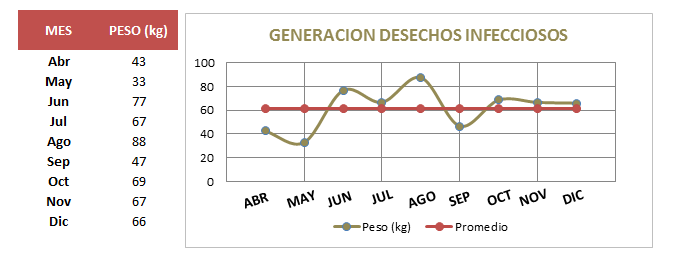 MES PESO (kg)
Abr 43
May 33
Jun 77
Jul 67
Ago 88
Sep 47
Oct 69
Nov 67
Dic 66
GENERACION DESECHOS INFECCIOSOS
100
80
60
40
20
0
ABR MAY JUN JUL AGO SEP OCT NOV DIC
Peso (kg) Promedio